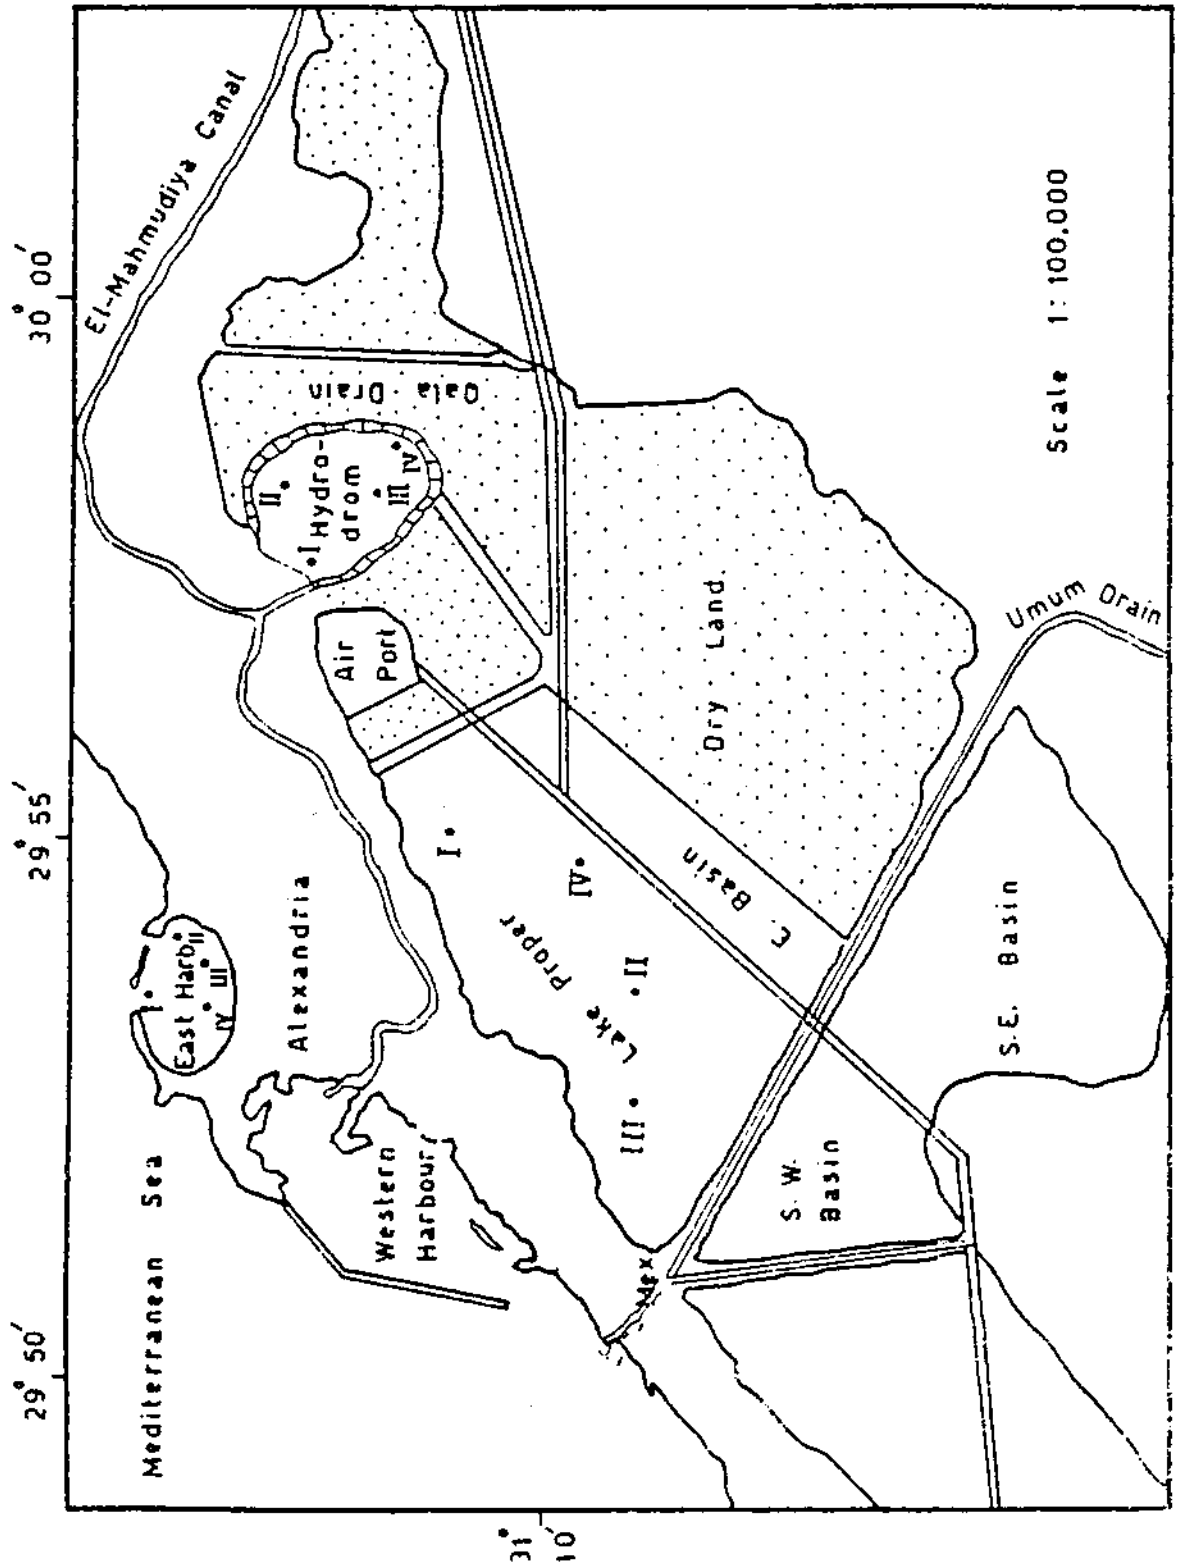 29° 50′
29° 55′
30° 00′
31°
10′
Mediterranean Sea
El-Mahmudiya Canal
East Harb.
I
II
III
IV
Alexandria
Western
Harbour
Mex
Air
Port
Hydro-
drom
I
II
III
IV
Qala Drain
Lake Proper
I
II
III
IV
E. Basin
Dry Land
Umum Drain
S. W.
Basin
S.E. Basin
Scale 1: 100,000